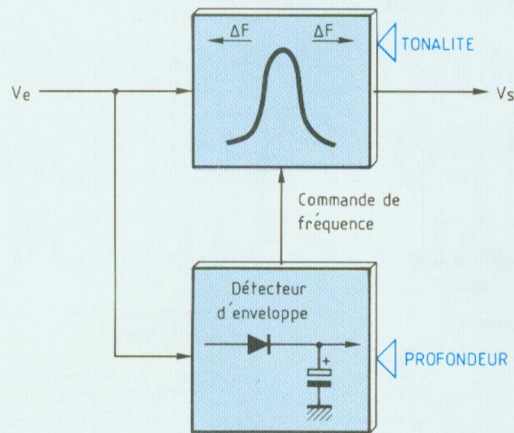 ΔF
ΔF
TONALITE
Ve
Vs
Commande de
fréquence
Détecteur
d'enveloppe
+
PROFONDEUR